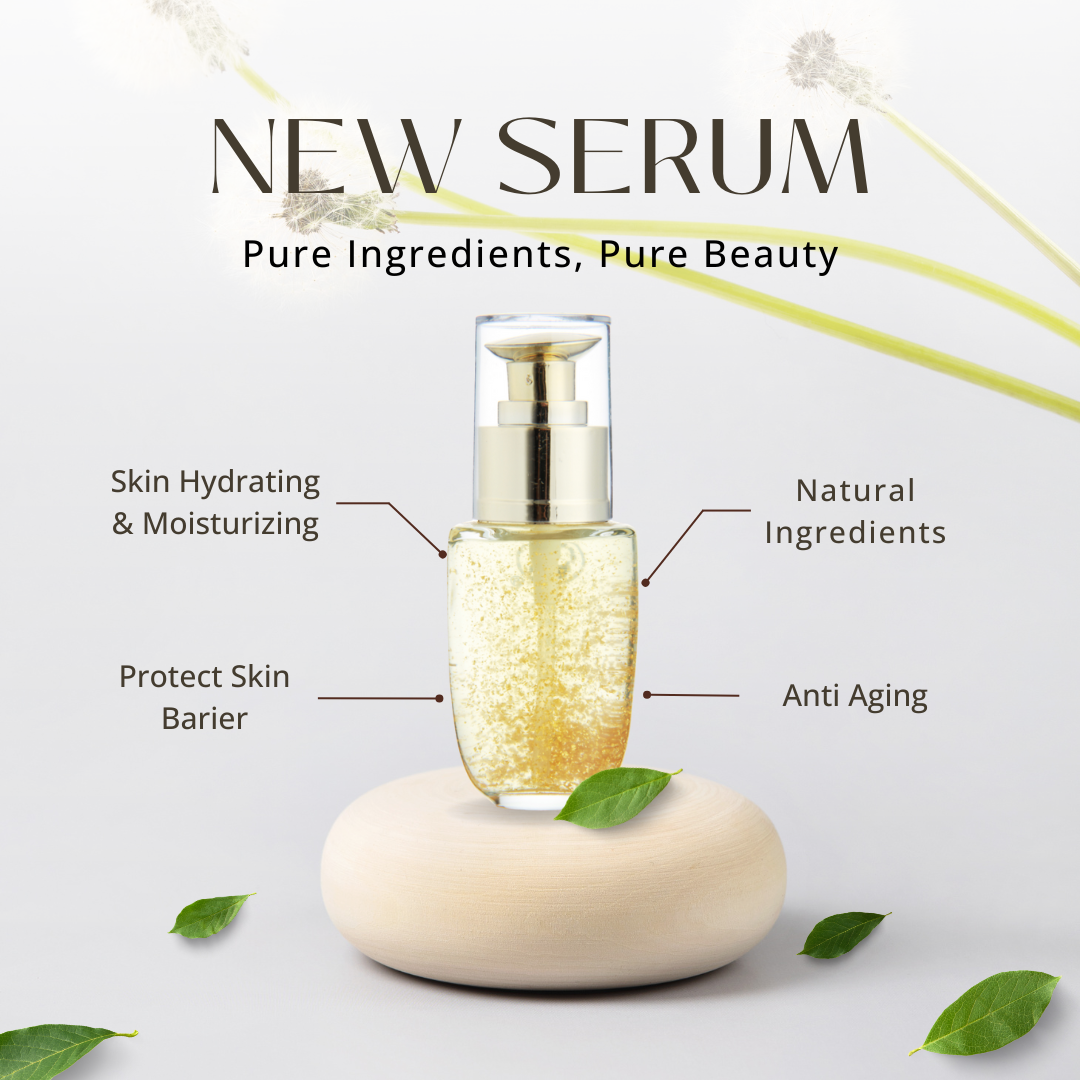 NEW SERUM
Pure Ingredients, Pure Beauty
Skin Hydrating
& Moisturizing
Natural
Ingredients
Protect Skin
Barier
Anti Aging